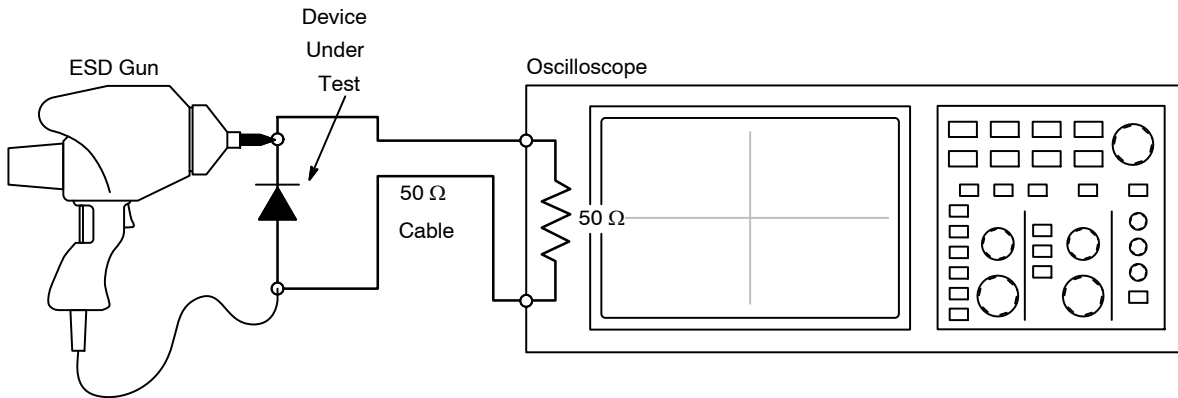 Device
Under
Test
ESD Gun
Oscilloscope
50 Ω
Cable
50 Ω